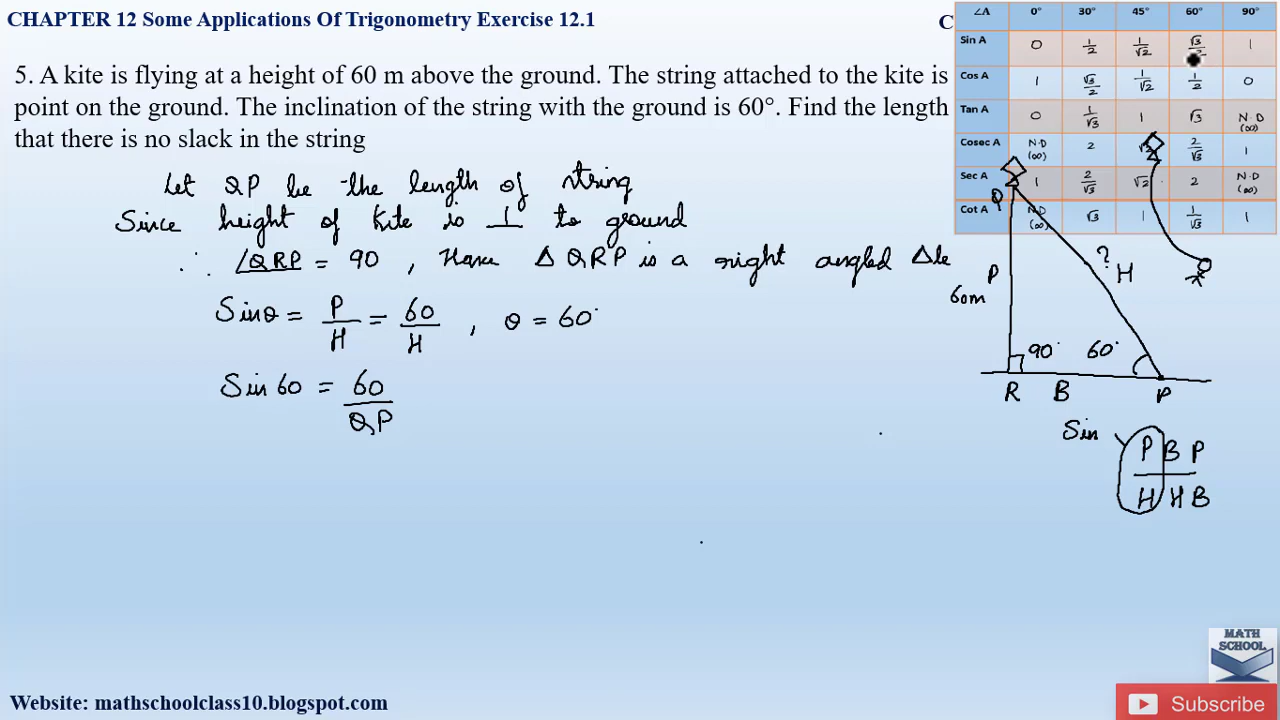 CHAPTER 12 Some Applications Of Trigonometry Exercise 12.1
C
5. A kite is flying at a height of 60 m above the ground. The string attached to the kite is
point on the ground. The inclination of the string with the ground is 60°. Find the length
that there is no slack in the string
Let QP be the length of string
Since height of kite is ⊥ to ground
∴ ∠QRP = 90 , Hence Δ QRP is a right angled Δle
Sinθ = P/H = 60/H , θ = 60°
Sin 60 = 60/QP
∠A 0° 30° 45° 60° 90°
Sin A 0 1/2 1/√2 √3/2 1
Cos A 1 √3/2 1/√2 1/2 0
Tan A 0 1/√3 1 √3 N.D (∞)
Cosec A N.D (∞) 2 √2 2/√3 1
Sec A 1 2/√3 √2 2 N.D (∞)
Cot A N.D (∞) √3 1 1/√3 1
Q
P
60m
?
H
90° 60°
R B P
Sin
P B P
H H B
MATH
SCHOOL
Website: mathschoolclass10.blogspot.com
Subscribe